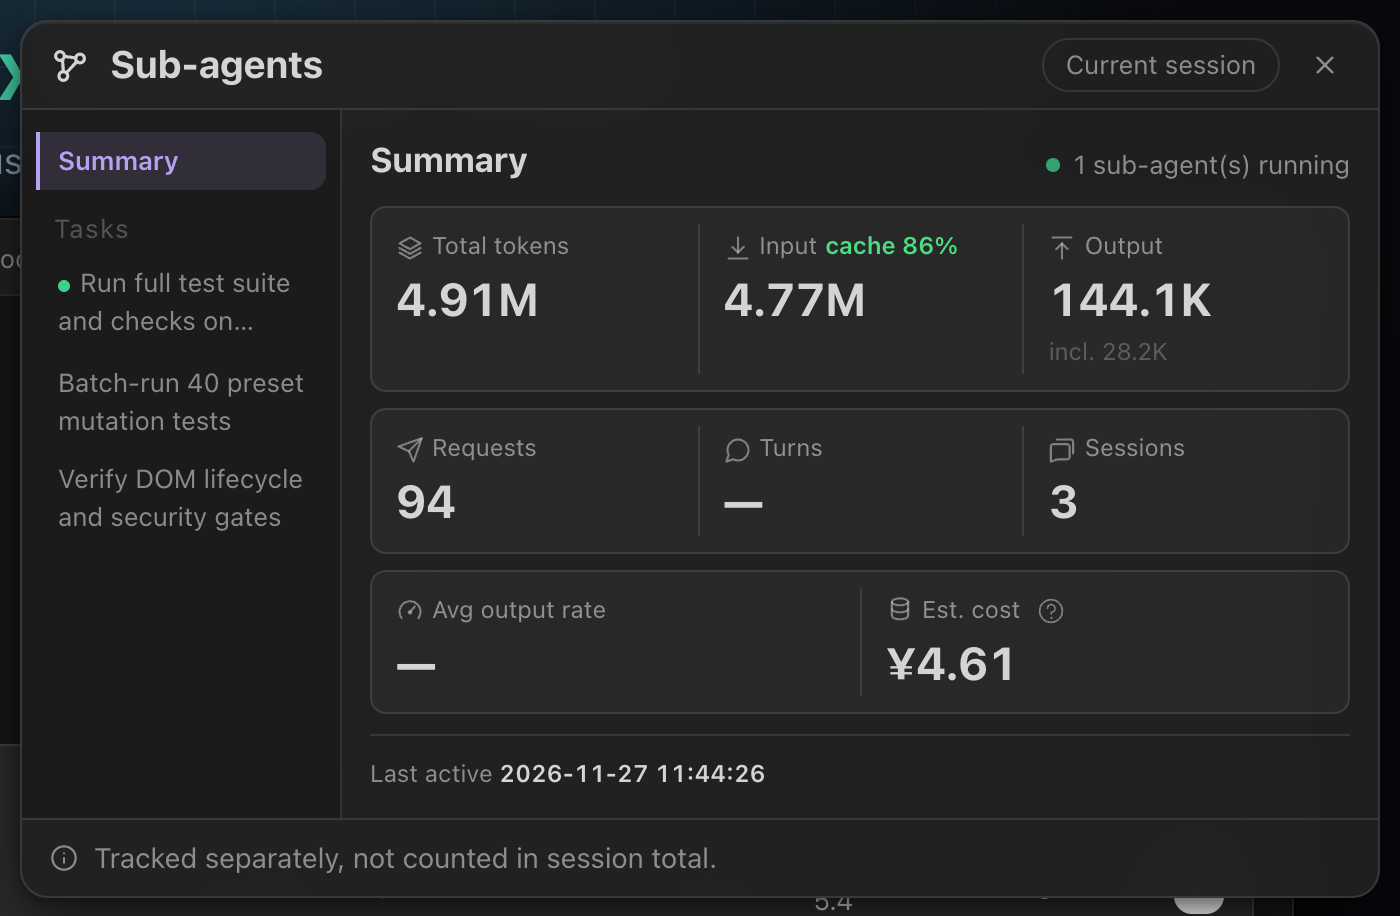 Sub-agents
Current session
Summary
Tasks
Run full test suite
and checks on...
Batch-run 40 preset
mutation tests
Verify DOM lifecycle
and security gates
Summary
1 sub-agent(s) running
Total tokens
4.91M
Input cache 86%
4.77M
Output
144.1K
incl. 28.2K
Requests
94
Turns
—
Sessions
3
Avg output rate
—
Est. cost
¥4.61
Last active 2026-11-27 11:44:26
Tracked separately, not counted in session total.
5.4